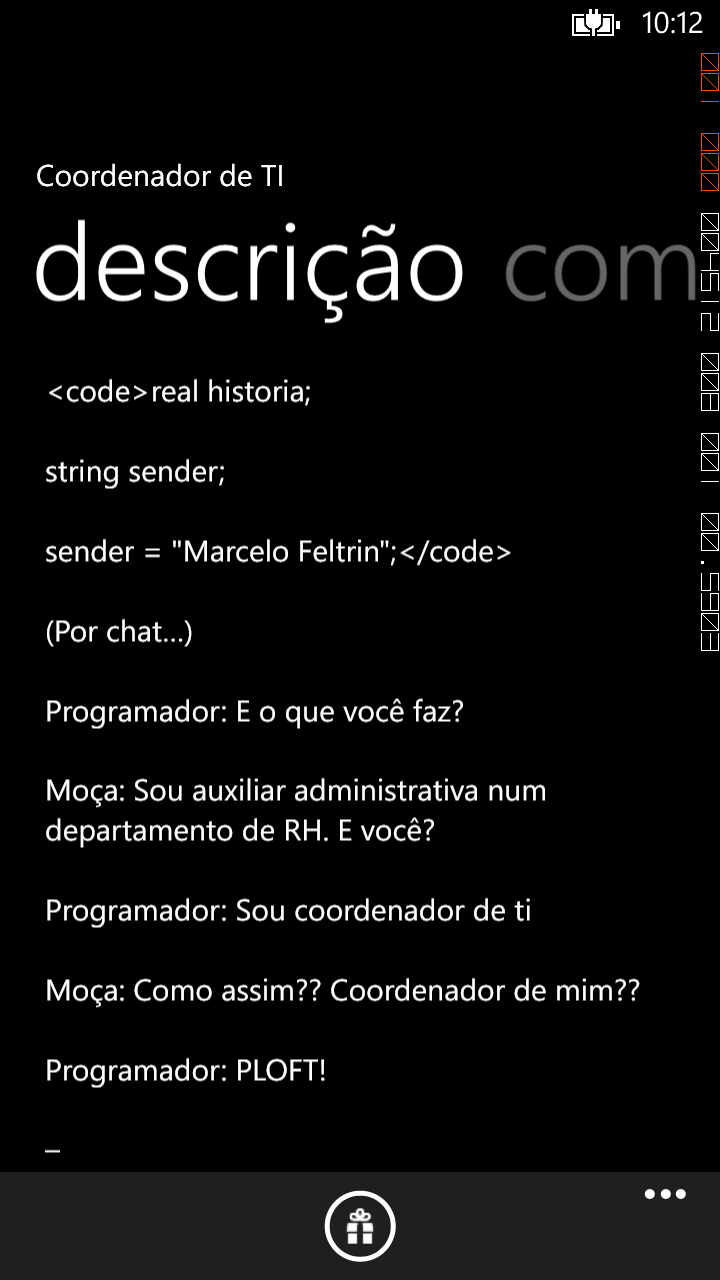 10:12
Coordenador de TI
descrição com
<code>real historia;
string sender;
sender = "Marcelo Feltrin";</code>
(Por chat...)
Programador: E o que você faz?
Moça: Sou auxiliar administrativa num
departamento de RH. E você?
Programador: Sou coordenador de ti
Moça: Como assim?? Coordenador de mim??
Programador: PLOFT!
_